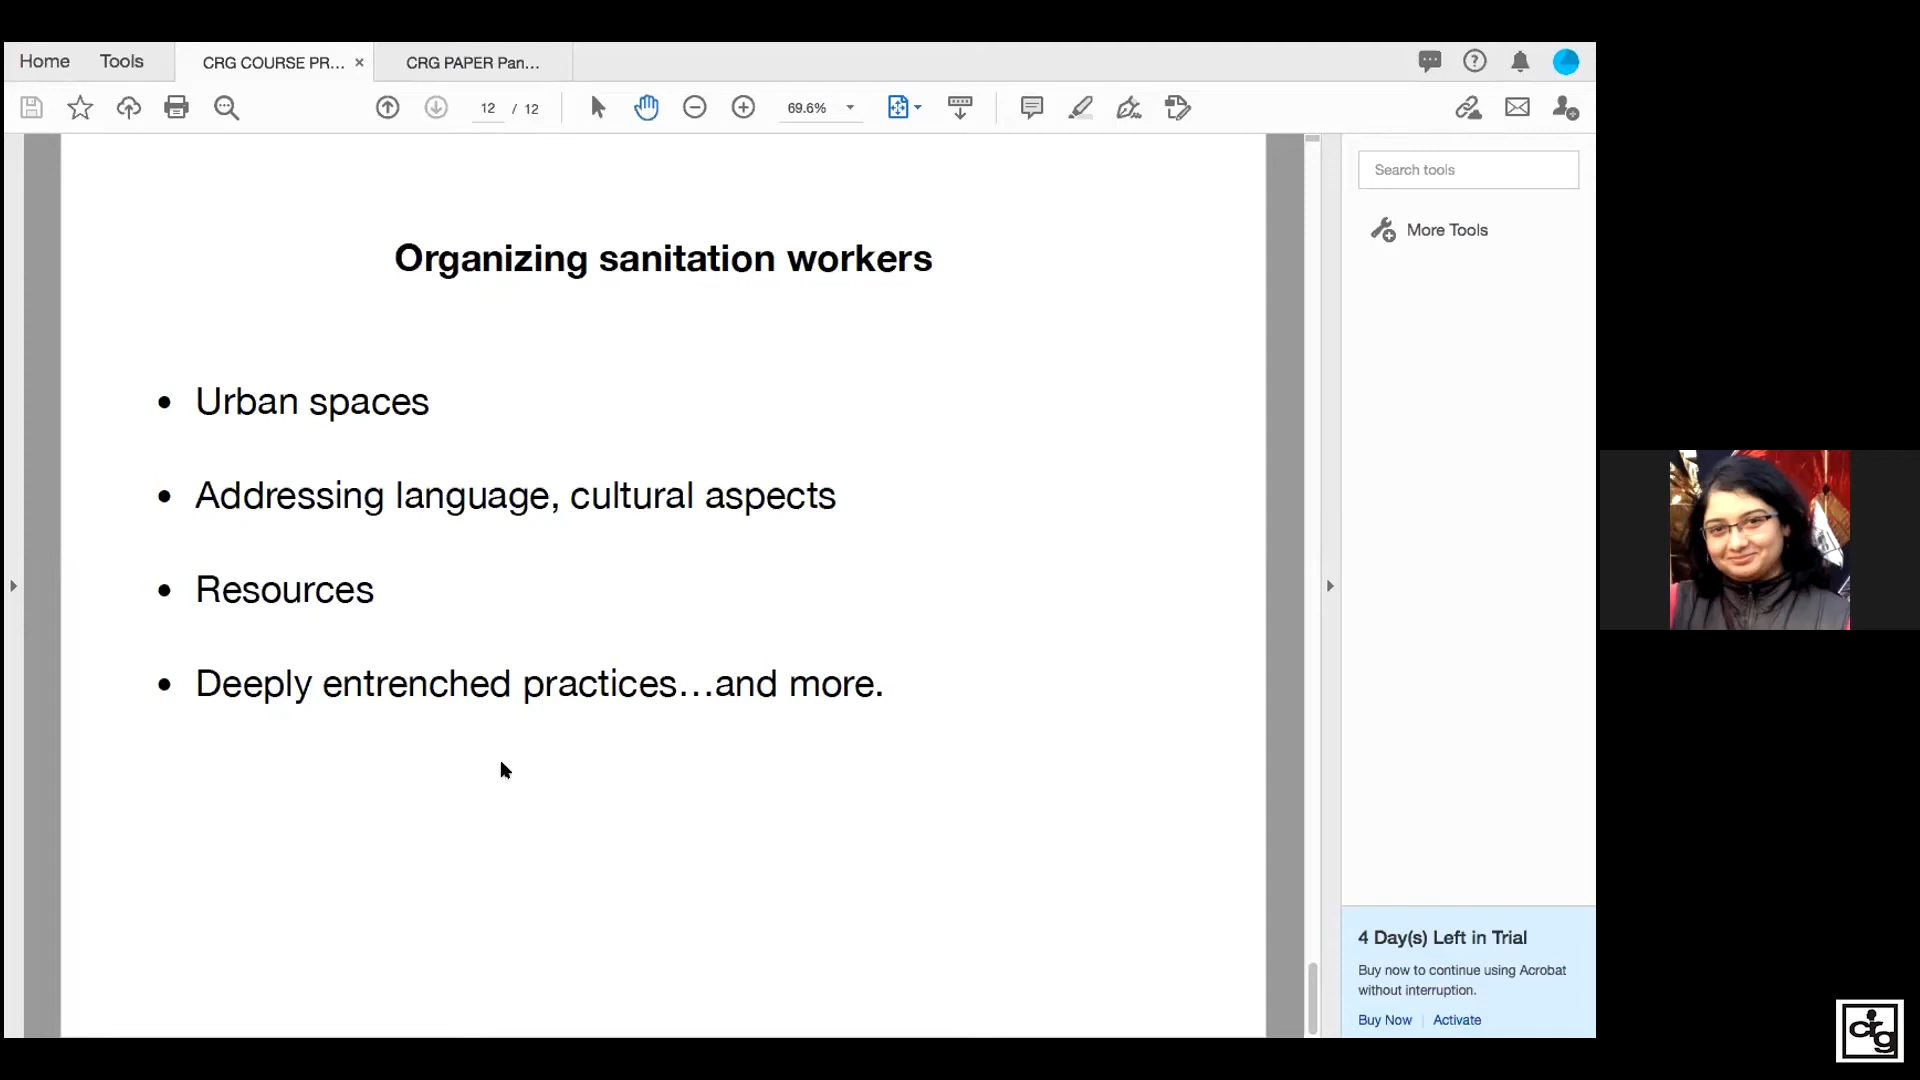 Home Tools CRG COURSE PR... × CRG PAPER Pan...
12 / 12 69.6%
Search tools
More Tools
Organizing sanitation workers
• Urban spaces
• Addressing language, cultural aspects
• Resources
• Deeply entrenched practices...and more.
4 Day(s) Left in Trial
Buy now to continue using Acrobat
without interruption.
Buy Now | Activate
crg